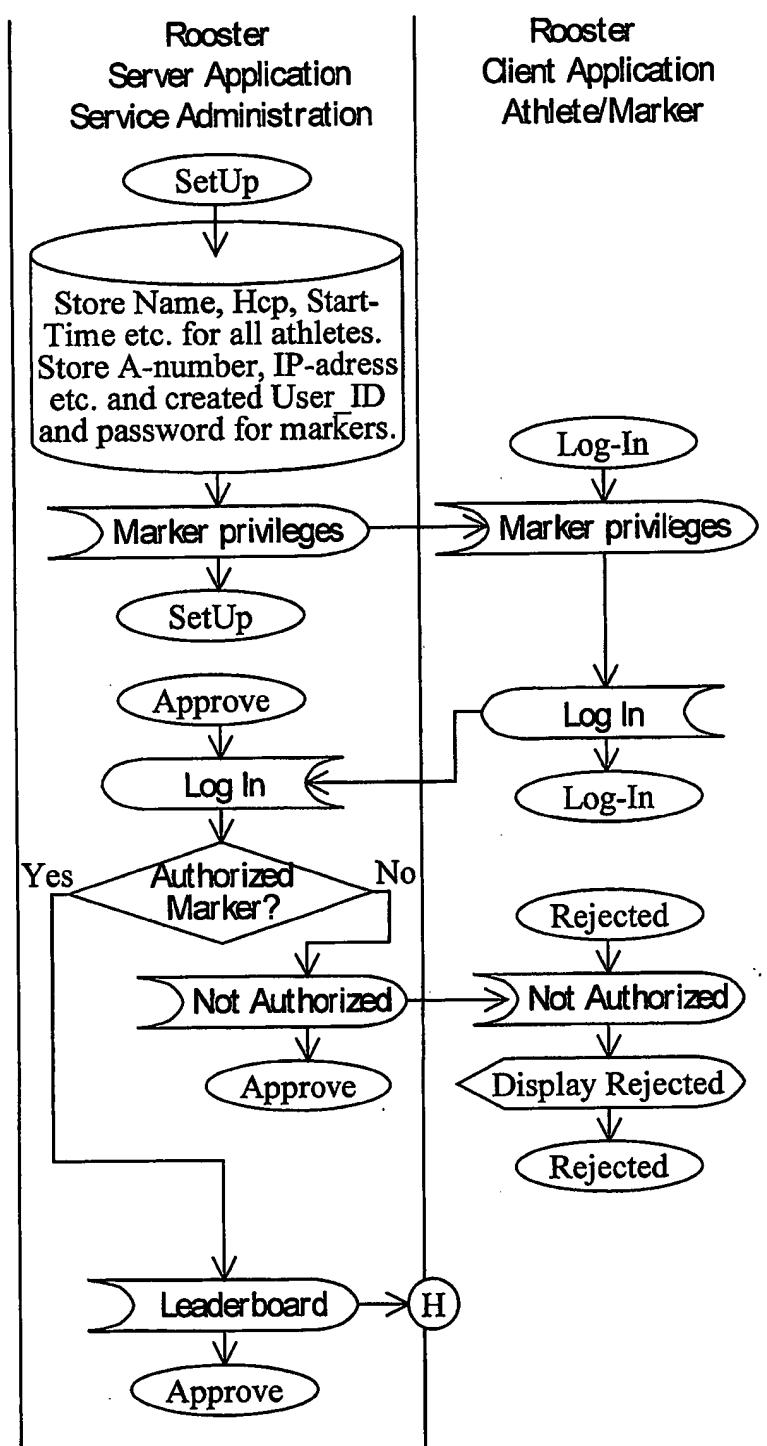 Rooster
Server Application
Service Administration
SetUp
Store Name, Hcp, Start-
Time etc. for all athletes.
Store A-number, IP-adress
etc. and created User_ID
and password for markers.
Marker privileges
SetUp
Approve
Log In
Authorized
Marker?
Yes
No
Not Authorized
Approve
Leaderboard
H
Approve
Rooster
Client Application
Athlete/Marker
Log-In
Marker privileges
Log In
Log-In
Rejected
Not Authorized
Display Rejected
Rejected